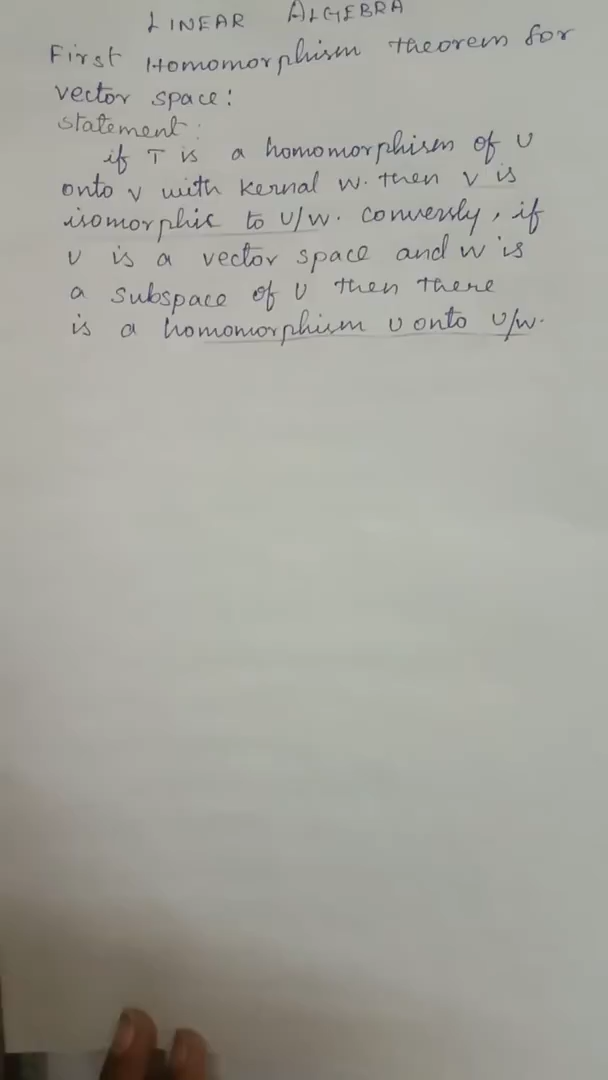 LINEAR ALGEBRA
First Homomorphism theorem for
vector space:
Statement:
if T is a homomorphism of U
onto V with kernal W. then V is
isomorphic to U/W. conversly, if
U is a vector space and W is
a subspace of U then there
is a homomorphism U onto U/W.